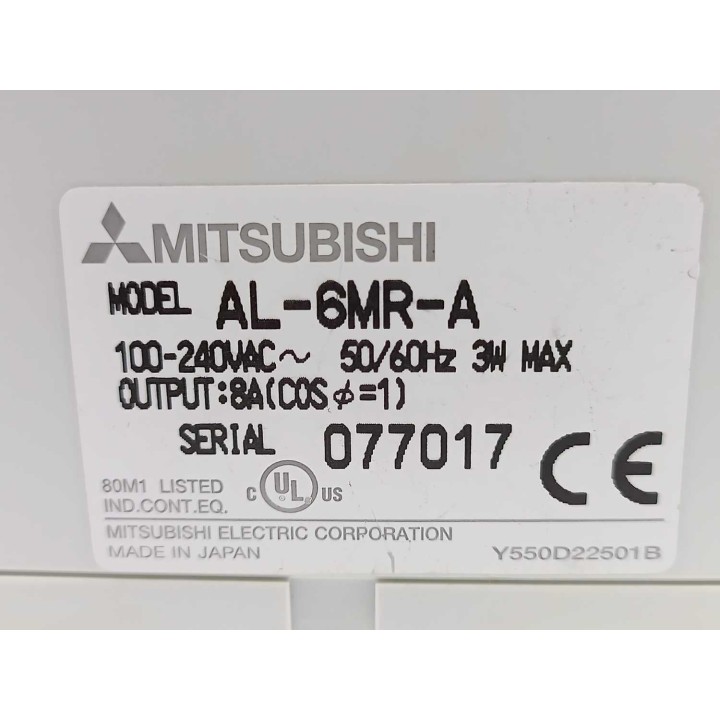 MITSUBISHI
MODEL AL-6MR-A
100-240VAC~ 50/60Hz 3W MAX
OUTPUT:8A(COSφ=1)
SERIAL 077017
CE
80M1 LISTED
IND.CONT.EQ.
C UL US
MITSUBISHI ELECTRIC CORPORATION
MADE IN JAPAN Y550D22501B